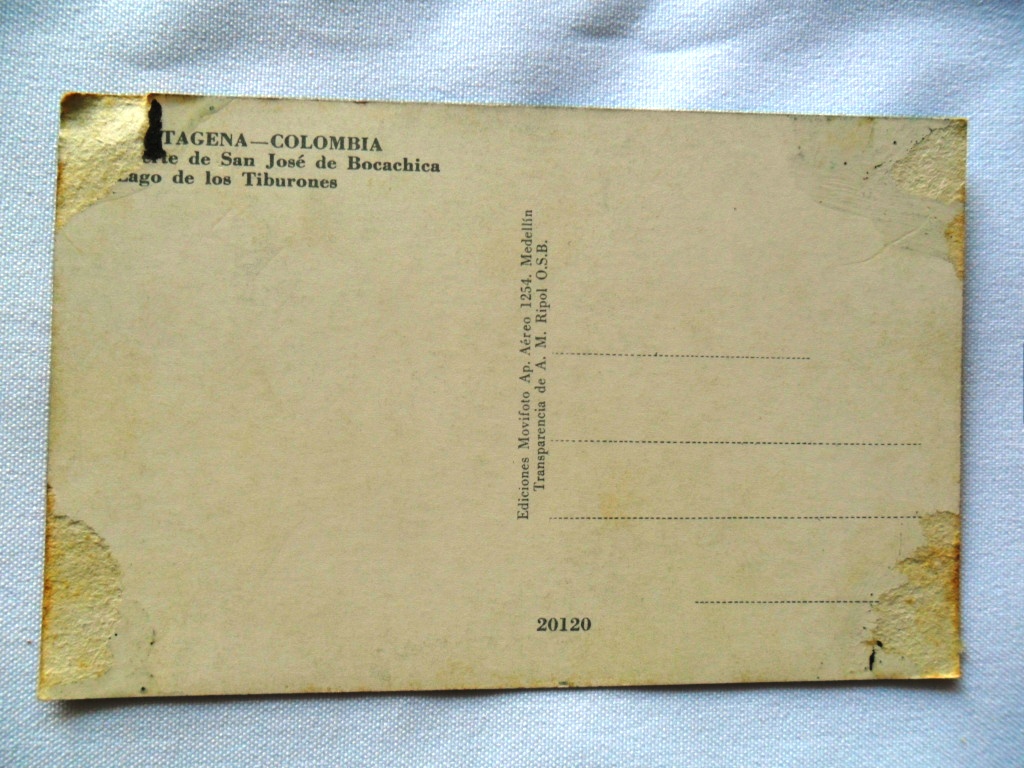 TAGENA—COLOMBIA
rte de San José de Bocachica
Lago de los Tiburones
Ediciones Movifoto Ap. Aéreo 1254. Medellín
Transparencia de A. M. Ripol O.S.B.
20120